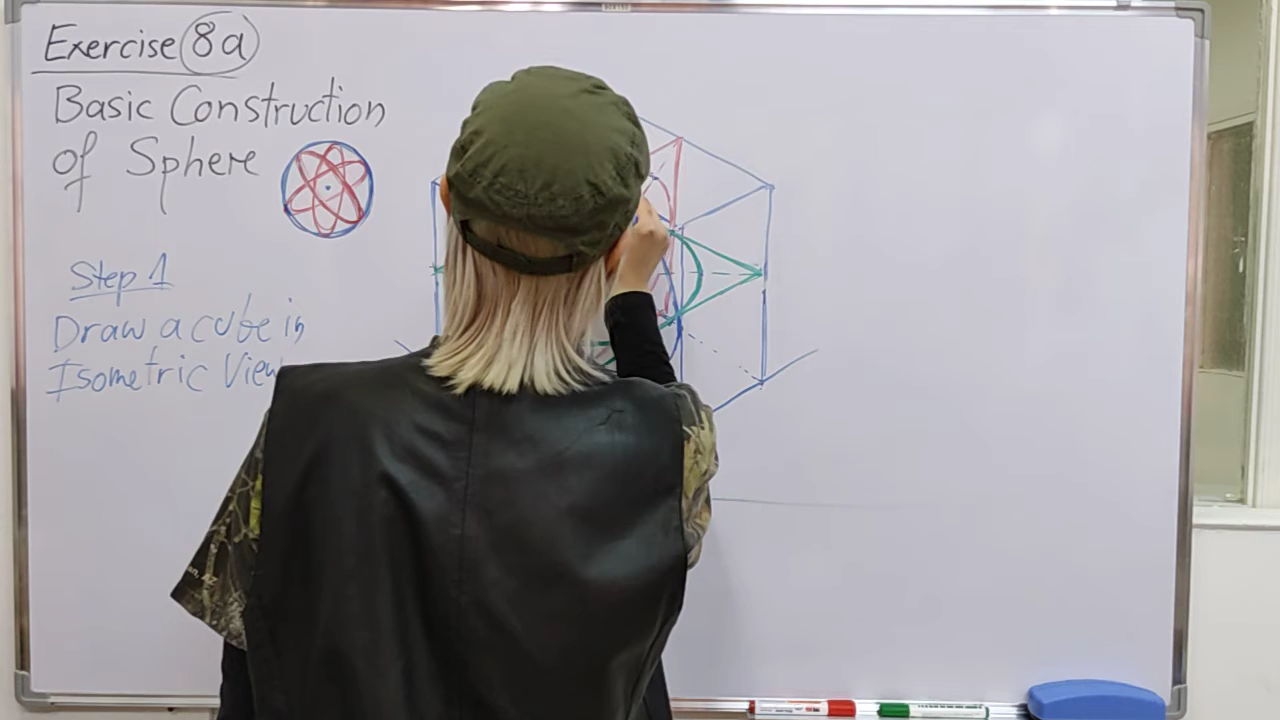 Exercise 8a
Basic Construction
of Sphere
Step 1
Draw a cube in
Isometric View